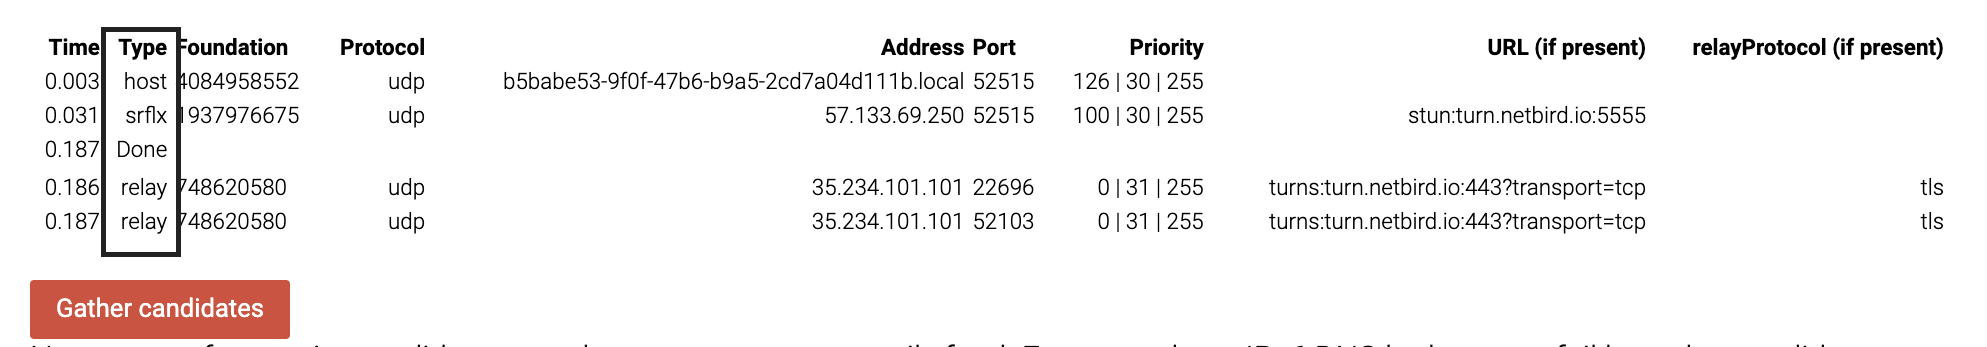 Time Type Foundation Protocol Address Port Priority URL (if present) relayProtocol (if present)
0.003 host 4084958552 udp b5babe53-9f0f-47b6-b9a5-2cd7a04d111b.local 52515 126 | 30 | 255
0.031 srflx 1937976675 udp 57.133.69.250 52515 100 | 30 | 255 stun:turn.netbird.io:5555
0.187 Done
0.186 relay 748620580 udp 35.234.101.101 22696 0 | 31 | 255 turns:turn.netbird.io:443?transport=tcp tls
0.187 relay 748620580 udp 35.234.101.101 52103 0 | 31 | 255 turns:turn.netbird.io:443?transport=tcp tls
Gather candidates